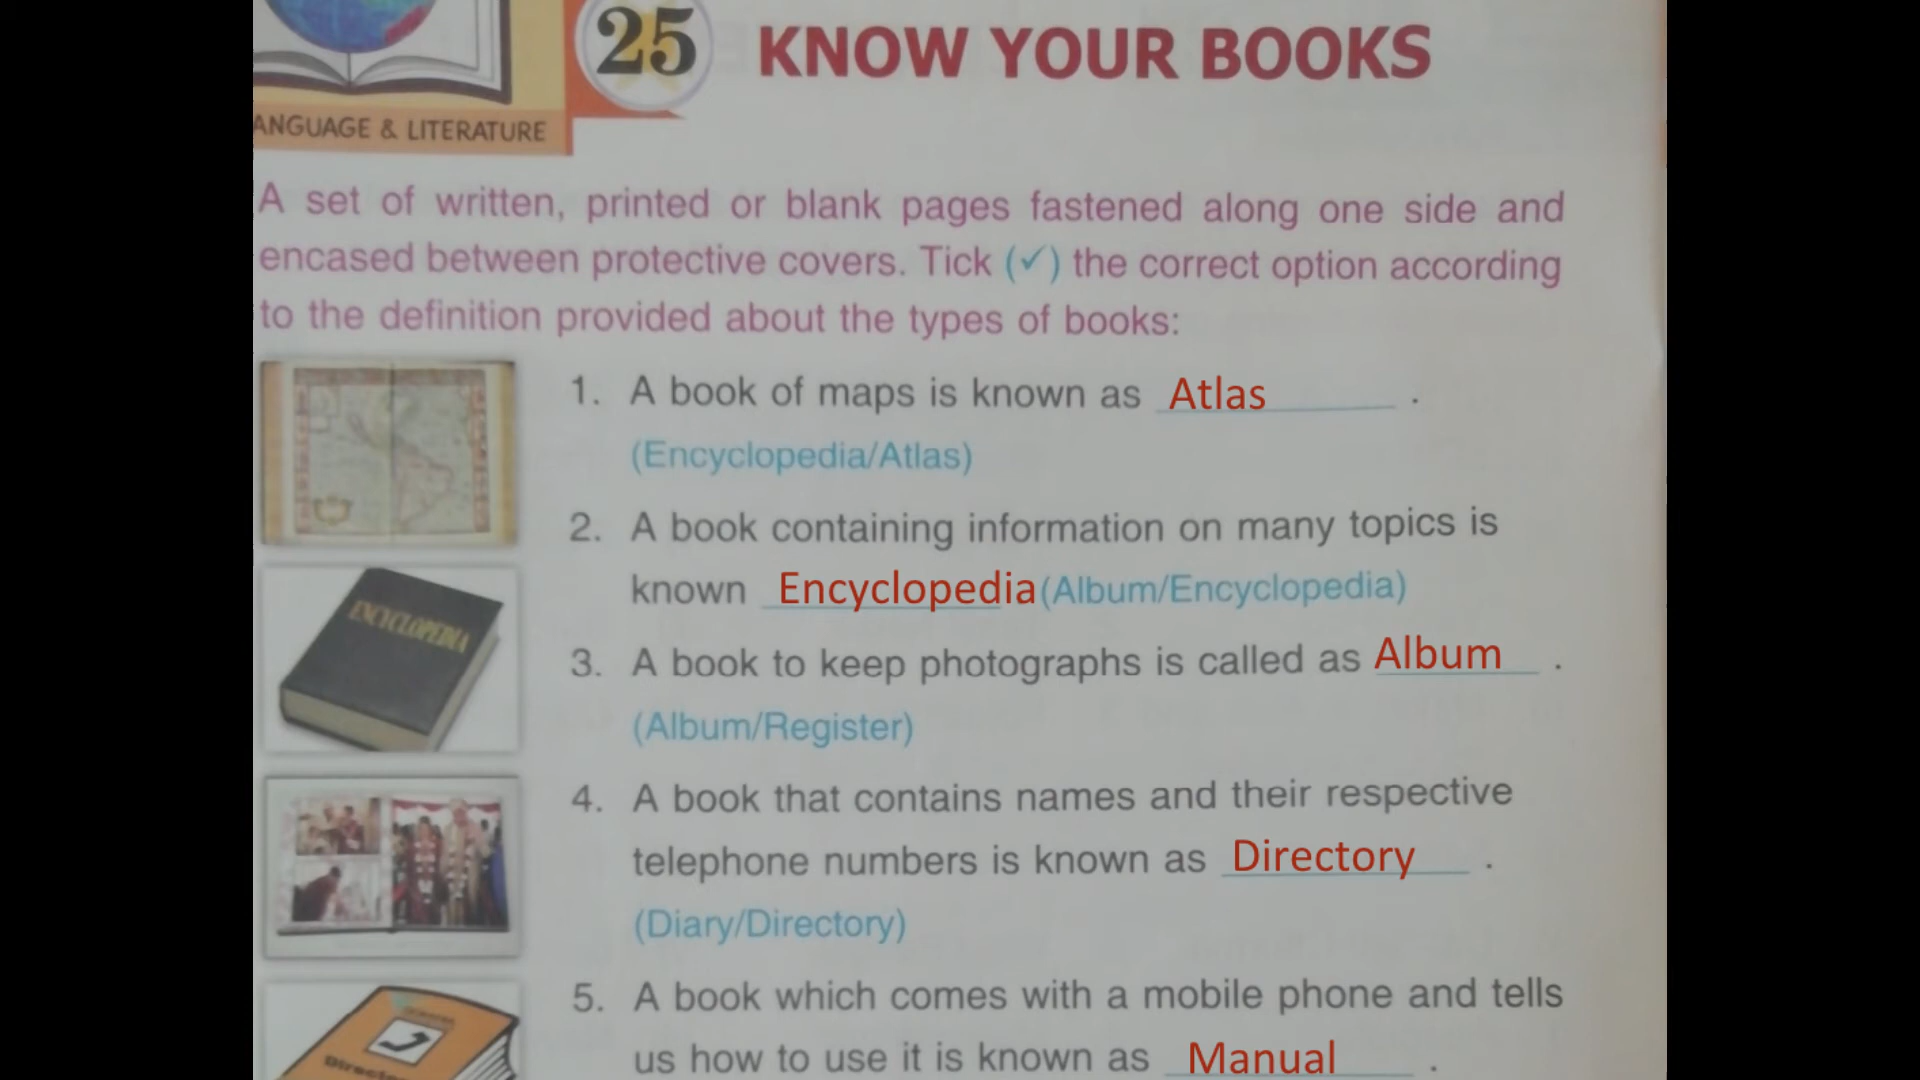 25 KNOW YOUR BOOKS
ANGUAGE & LITERATURE
A set of written, printed or blank pages fastened along one side and
encased between protective covers. Tick (✓) the correct option according
to the definition provided about the types of books:
1. A book of maps is known as Atlas .
(Encyclopedia/Atlas)
2. A book containing information on many topics is
known Encyclopedia (Album/Encyclopedia)
ENCYCLOPEDIA
3. A book to keep photographs is called as Album .
(Album/Register)
4. A book that contains names and their respective
telephone numbers is known as Directory .
(Diary/Directory)
5. A book which comes with a mobile phone and tells
us how to use it is known as Manual .